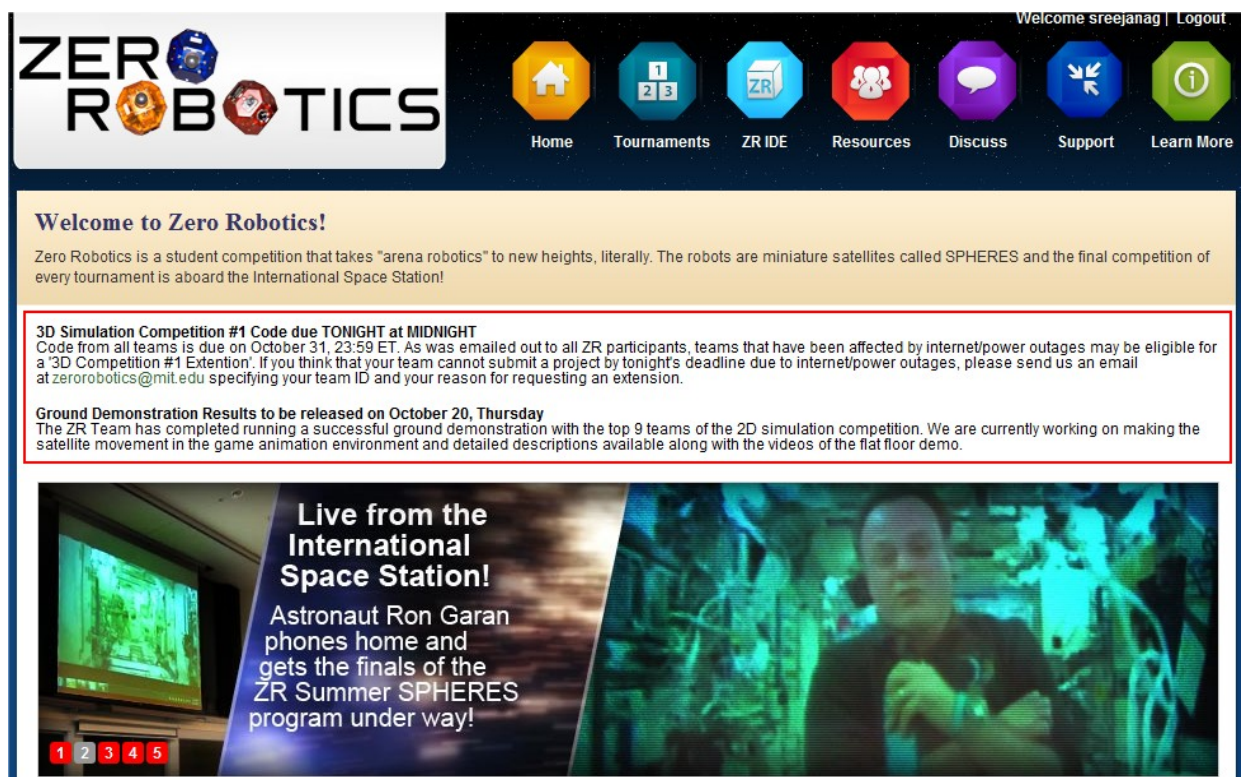 Welcome sreejanag | Logout
ZERO
ROBOTICS
1
2 3
ZR
Home Tournaments ZR IDE Resources Discuss Support Learn More
Welcome to Zero Robotics!
Zero Robotics is a student competition that takes "arena robotics" to new heights, literally. The robots are miniature satellites called SPHERES and the final competition of
every tournament is aboard the International Space Station!
3D Simulation Competition #1 Code due TONIGHT at MIDNIGHT
Code from all teams is due on October 31, 23:59 ET. As was emailed out to all ZR participants, teams that have been affected by internet/power outages may be eligible for
a '3D Competition #1 Extention'. If you think that your team cannot submit a project by tonight's deadline due to internet/power outages, please send us an email
at zerorobotics@mit.edu specifying your team ID and your reason for requesting an extension.
Ground Demonstration Results to be released on October 20, Thursday
The ZR Team has completed running a successful ground demonstration with the top 9 teams of the 2D simulation competition. We are currently working on making the
satellite movement in the game animation environment and detailed descriptions available along with the videos of the flat floor demo.
Live from the
International
Space Station!
Astronaut Ron Garan
phones home and
gets the finals of the
ZR Summer SPHERES
program under way!
1 2 3 4 5